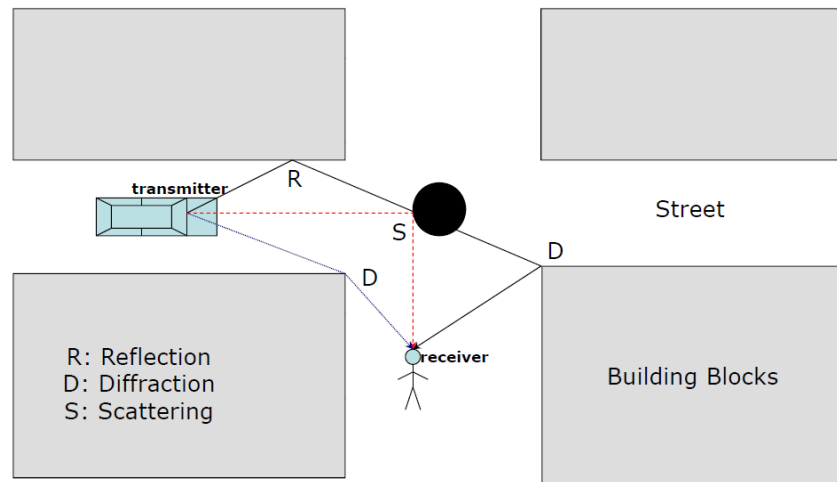 transmitter
R
Street
S
D
D
receiver
R: Reflection
D: Diffraction
S: Scattering
Building Blocks